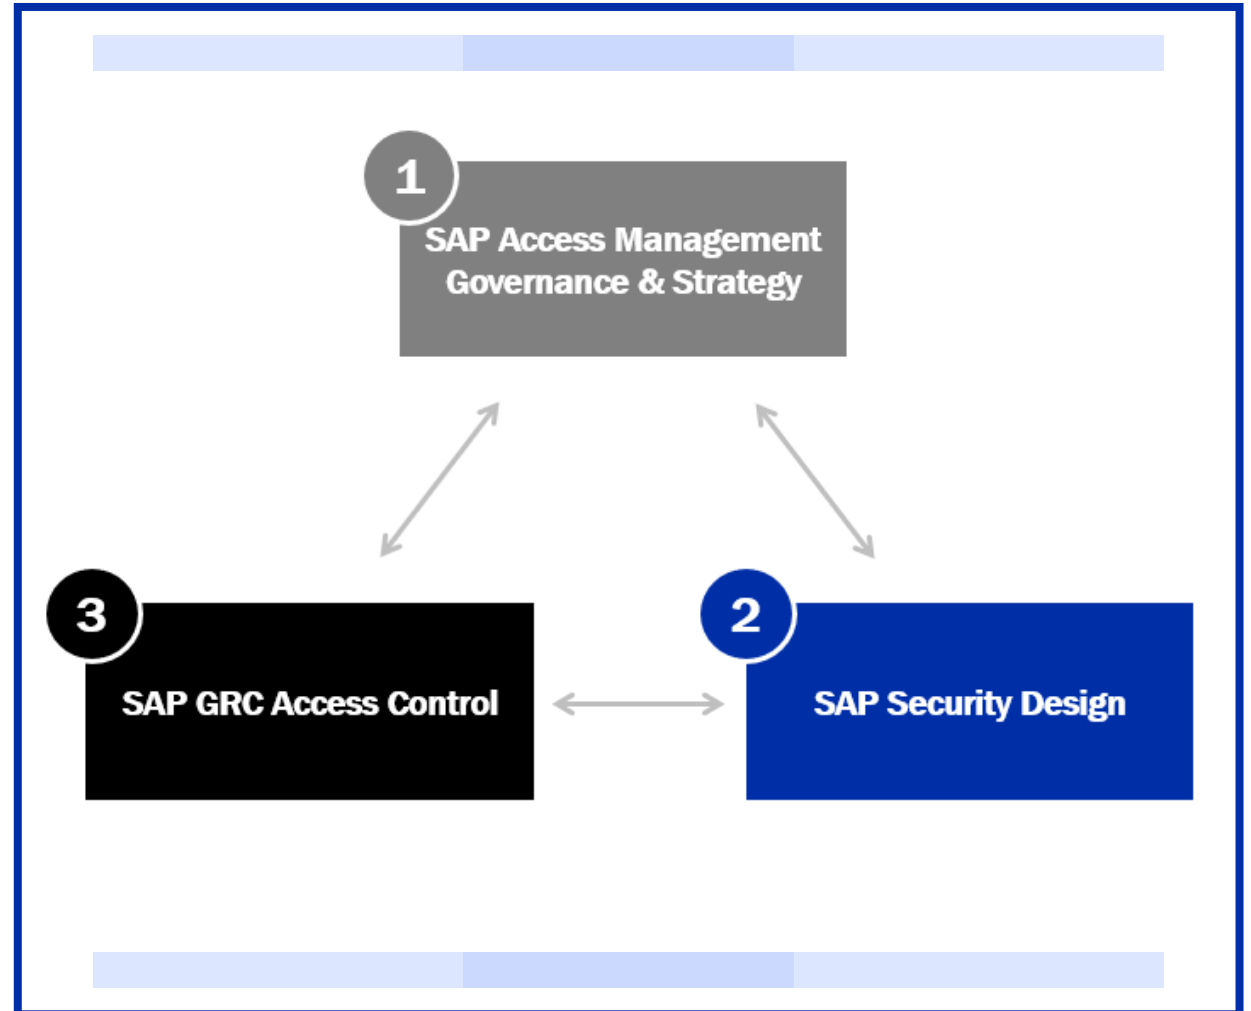 1
SAP Access Management
Governance & Strategy
3
SAP GRC Access Control
2
SAP Security Design